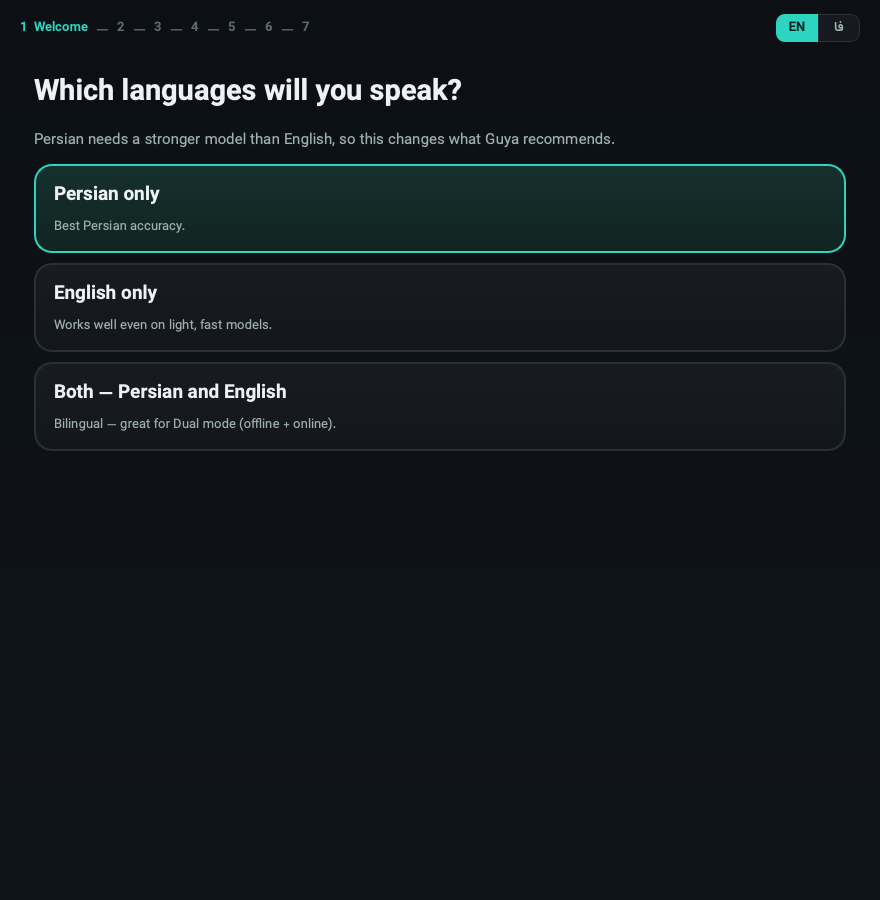 1 Welcome — 2 — 3 — 4 — 5 — 6 — 7
EN فا
Which languages will you speak?
Persian needs a stronger model than English, so this changes what Guya recommends.
Persian only
Best Persian accuracy.
English only
Works well even on light, fast models.
Both — Persian and English
Bilingual — great for Dual mode (offline + online).